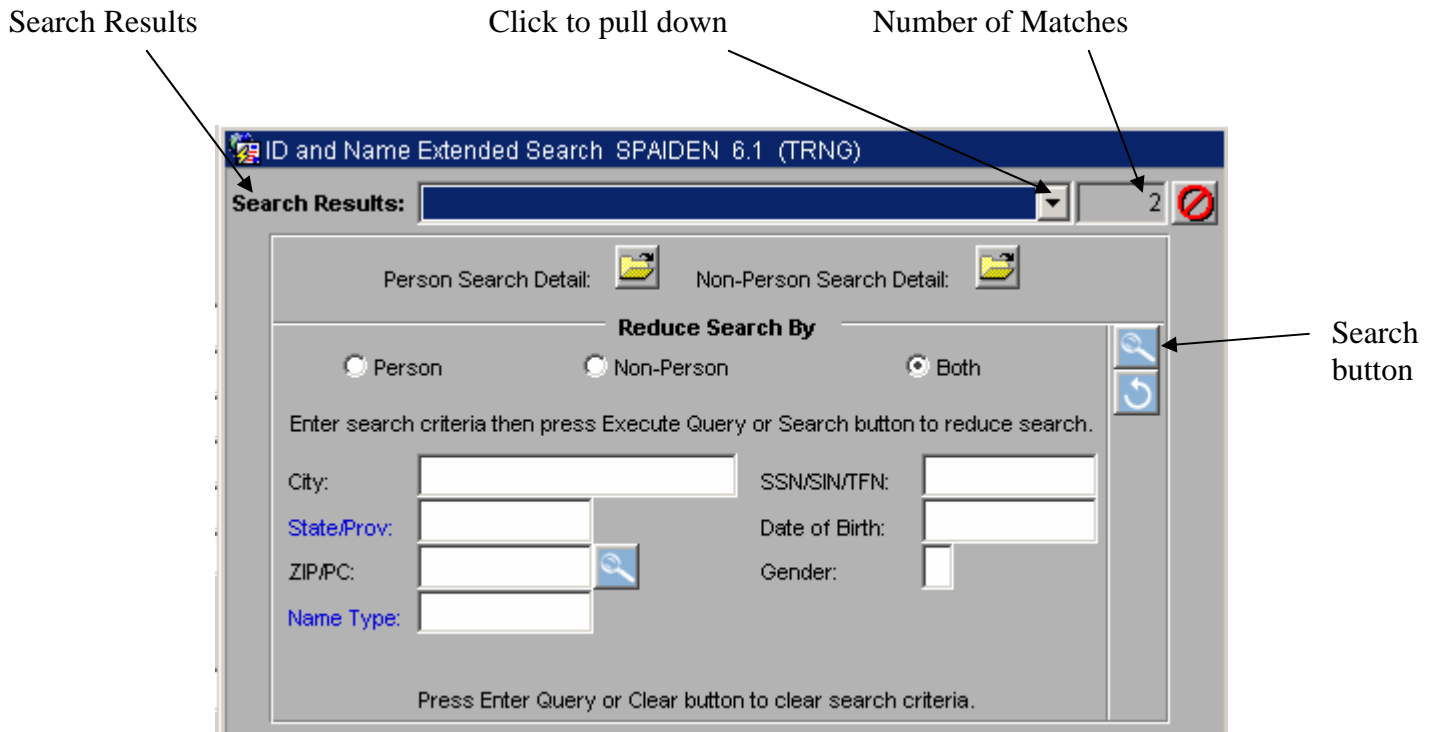 Search Results Click to pull down Number of Matches
ID and Name Extended Search SPAIDEN 6.1 (TRNG)
Search Results: 2
Person Search Detail: Non-Person Search Detail:
Reduce Search By
Search
button
Person Non-Person Both
Enter search criteria then press Execute Query or Search button to reduce search.
City: SSN/SIN/TFN:
State/Prov: Date of Birth:
ZIP/PC: Gender:
Name Type:
Press Enter Query or Clear button to clear search criteria.